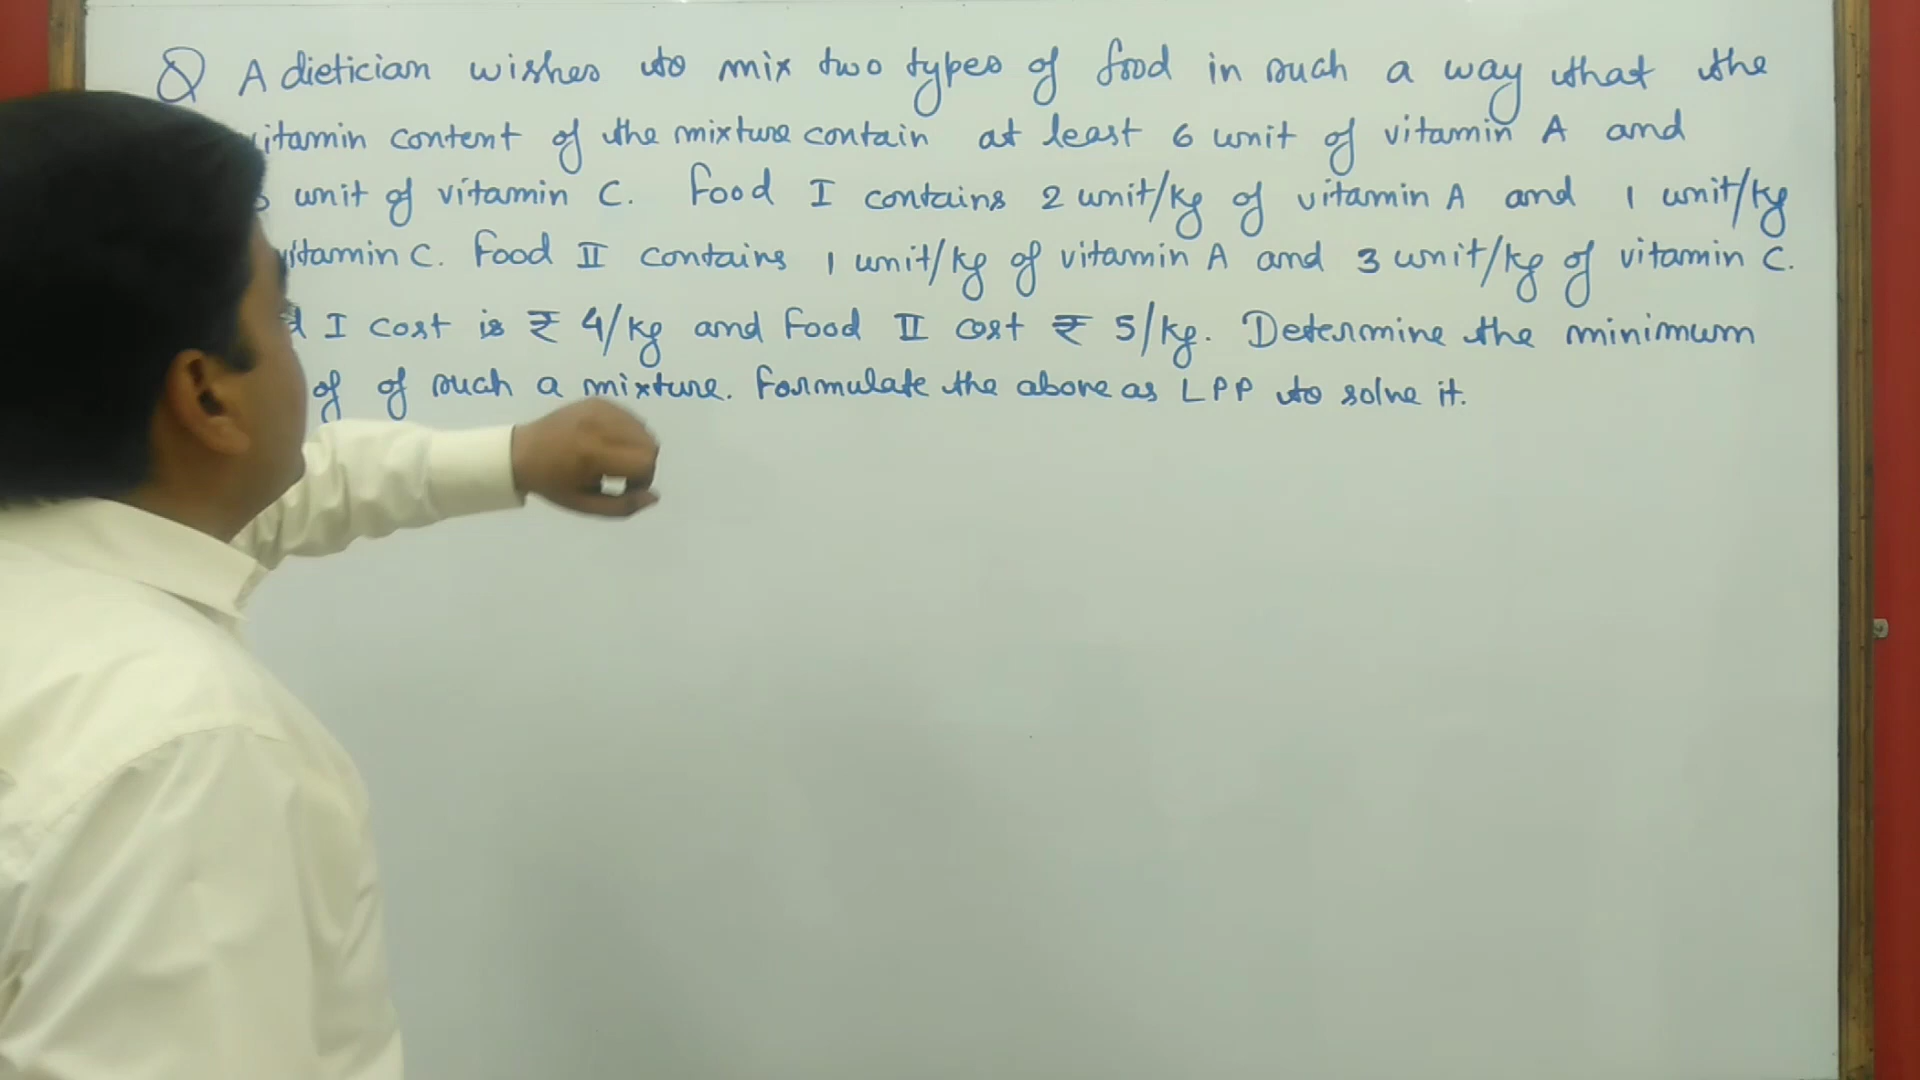 Q A dietician wishes to mix two types of food in such a way that the
vitamin content of the mixture contain at least 6 unit of vitamin A and
unit of vitamin C. Food I contains 2 unit/kg of vitamin A and 1 unit/kg
vitamin C. Food II contains 1 unit/kg of vitamin A and 3 unit/kg of vitamin C.
I cost is ₹ 4/kg and Food II cost ₹ 5/kg. Determine the minimum
of of such a mixture. Formulate the above as LPP to solve it.